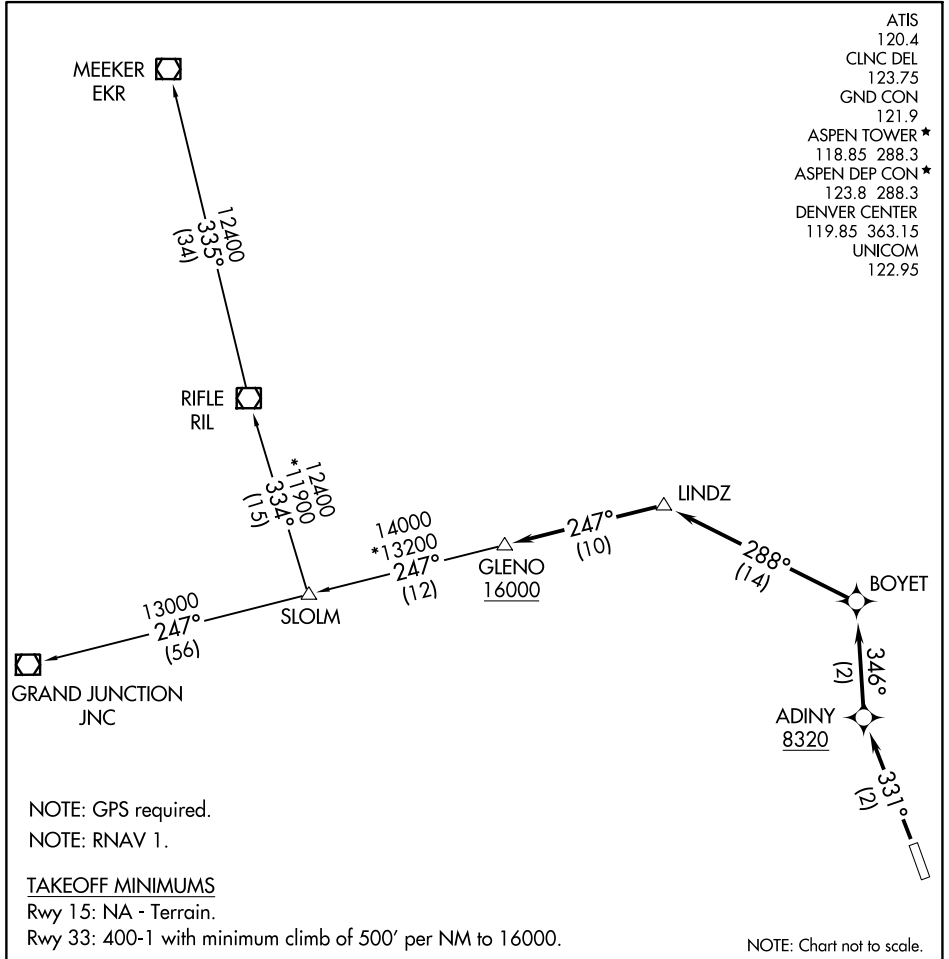 ATIS
120.4
CLNC DEL
123.75
GND CON
121.9
ASPEN TOWER ★
118.85 288.3
ASPEN DEP CON ★
123.8 288.3
DENVER CENTER
119.85 363.15
UNICOM
122.95
MEEKER
EKR
12400
335°
(34)
RIFLE
RIL
12400
*11900
334°
(15)
LINDZ
247°
(10)
14000
*13200
247°
(12)
GLENO
16000
288°
(14)
BOYET
SLOLM
13000
247°
(56)
GRAND JUNCTION
JNC
346°
(2)
ADINY
8320
331°
(2)
NOTE: GPS required.
NOTE: RNAV 1.
TAKEOFF MINIMUMS
Rwy 15: NA - Terrain.
Rwy 33: 400-1 with minimum climb of 500' per NM to 16000.
NOTE: Chart not to scale.